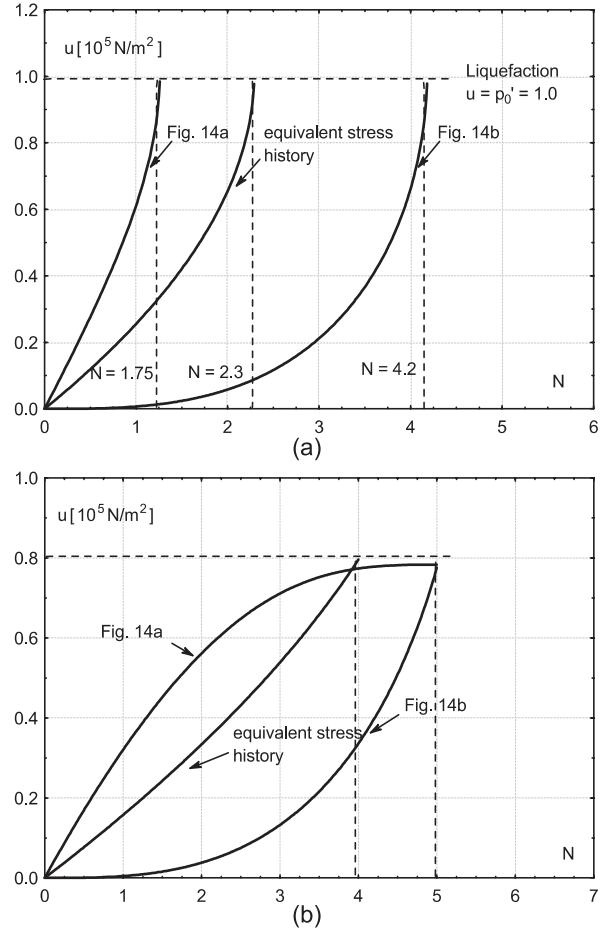 1.2
u [10⁵ N/m²]
1.0
Liquefaction
u = p₀' = 1.0
Fig. 14a
equivalent stress
history
Fig. 14b
0.8
0.6
0.4
0.2
N = 1.75
N = 2.3
N = 4.2
N
0.0
0 1 2 3 4 5 6
(a)
1.0
u [10⁵ N/m²]
0.8
Fig. 14a
0.6
Fig. 14b
equivalent stress
history
0.4
0.2
N
0.0
0 1 2 3 4 5 6 7
(b)